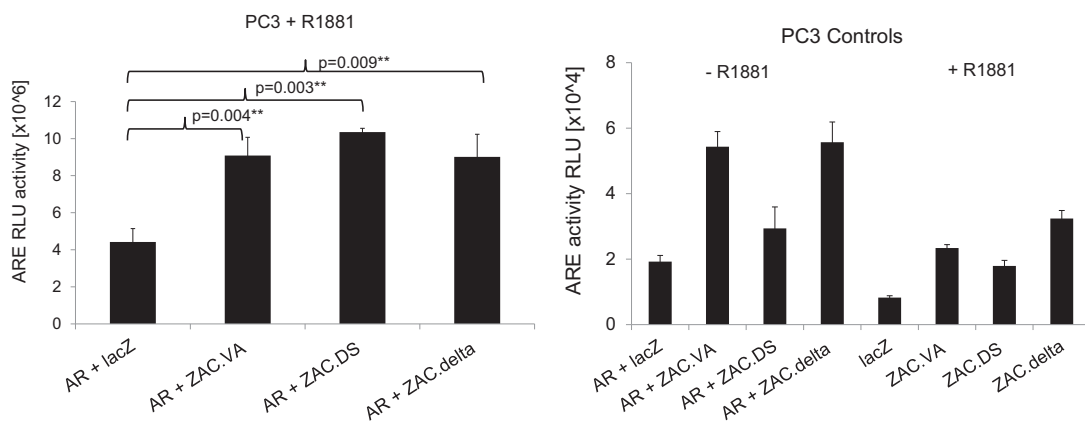 PC3 + R1881
p=0.009**
p=0.003**
p=0.004**
ARE RLU activity [x10^6]
12
10
8
6
4
2
0
AR + lacZ
AR + ZAC.VA
AR + ZAC.DS
AR + ZAC.delta
PC3 Controls
- R1881
+ R1881
ARE activity RLU [x10^4]
8
6
4
2
0
AR + lacZ
AR + ZAC.VA
AR + ZAC.DS
AR + ZAC.delta
lacZ
ZAC.VA
ZAC.DS
ZAC.delta